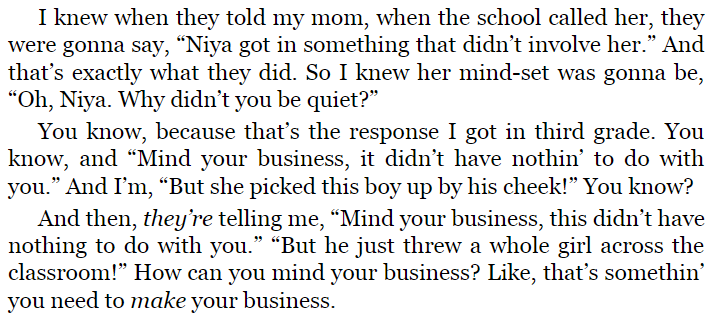 I knew when they told my mom, when the school called her, they
were gonna say, “Niya got in something that didn’t involve her.” And
that’s exactly what they did. So I knew her mind-set was gonna be,
“Oh, Niya. Why didn’t you be quiet?”
You know, because that’s the response I got in third grade. You
know, and “Mind your business, it didn’t have nothin’ to do with
you.” And I’m, “But she picked this boy up by his cheek!” You know?
And then, they’re telling me, “Mind your business, this didn’t have
nothing to do with you.” “But he just threw a whole girl across the
classroom!” How can you mind your business? Like, that’s somethin’
you need to make your business.